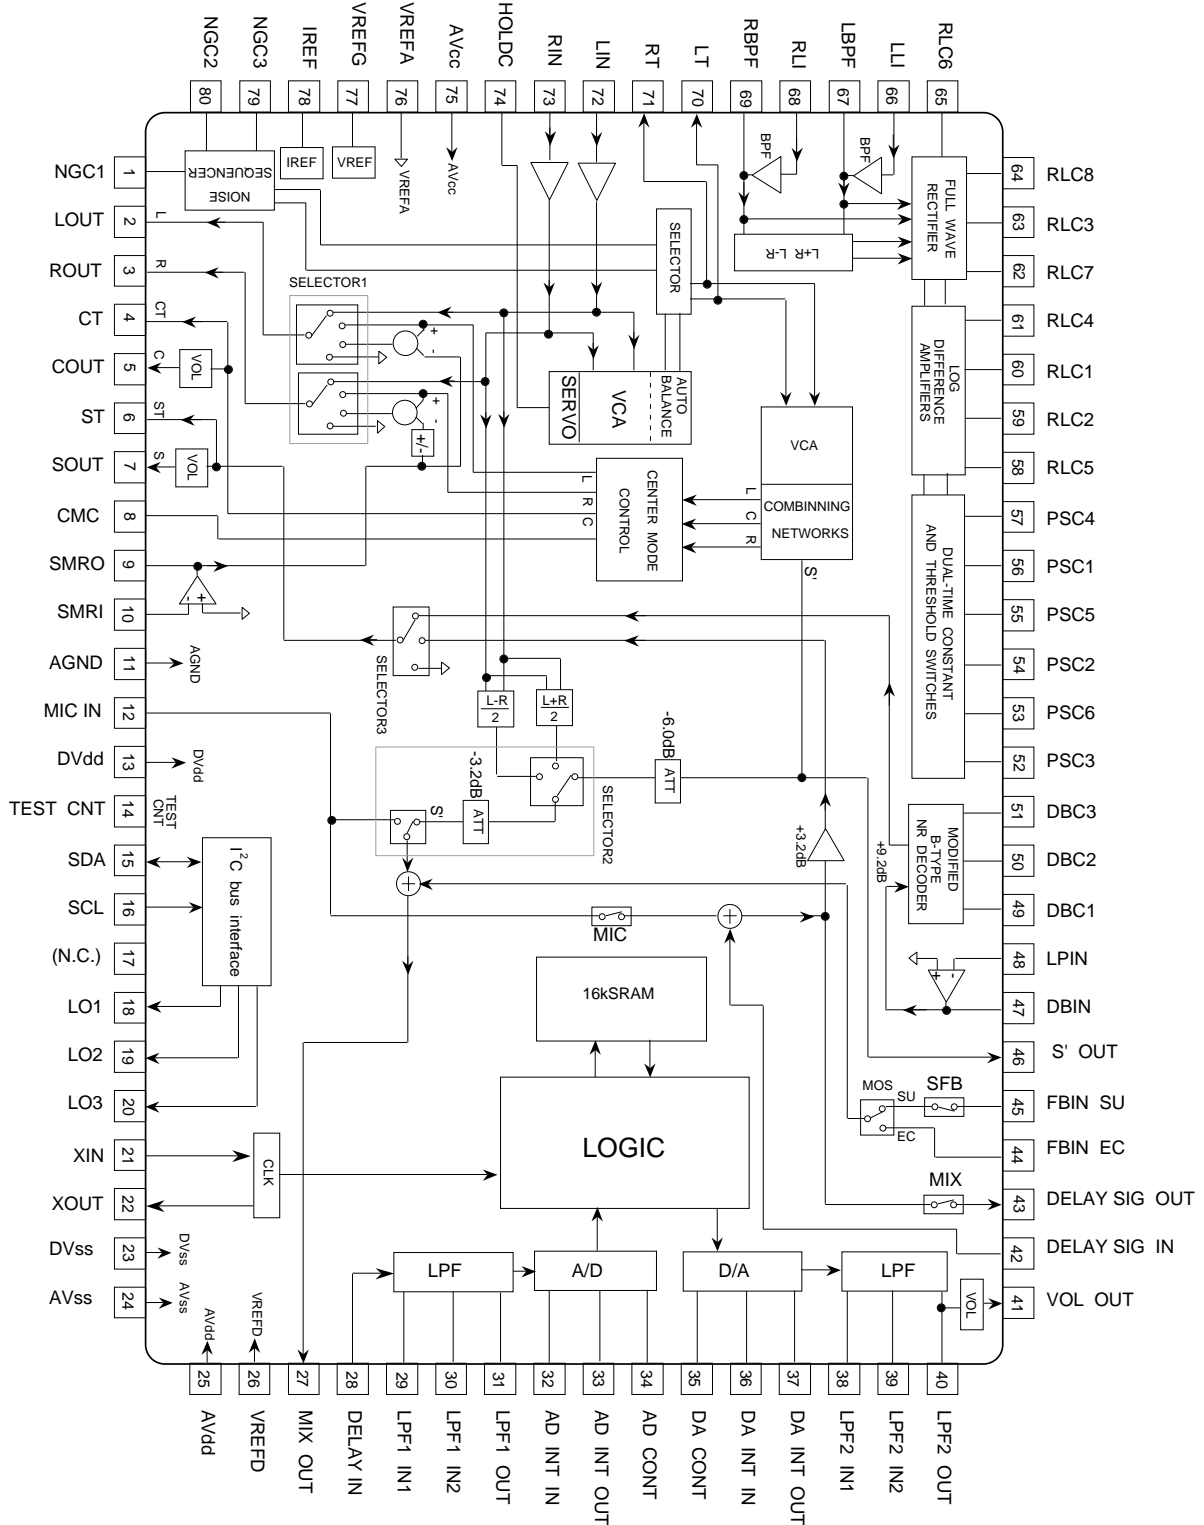 NGC2
NGC3
IREF
VREFG
VREFA
AVcc
HOLDC
RIN
LIN
RT
LT
RBPF
RLI
LBPF
LLI
RLC6
80
79
78
77
76
75
74
73
72
71
70
69
68
67
66
65
NGC1
1
LOUT
2
ROUT
3
CT
4
COUT
5
ST
6
SOUT
7
CMC
8
SMRO
9
SMRI
10
AGND
11
MIC IN
12
DVdd
13
TEST CNT
14
SDA
15
SCL
16
(N.C.)
17
LO1
18
LO2
19
LO3
20
XIN
21
XOUT
22
DVss
23
AVss
24
64
RLC8
63
RLC3
62
RLC7
61
RLC4
60
RLC1
59
RLC2
58
RLC5
57
PSC4
56
PSC1
55
PSC5
54
PSC2
53
PSC6
52
PSC3
51
DBC3
50
DBC2
49
DBC1
48
LPIN
47
DBIN
46
S' OUT
45
FBIN SU
44
FBIN EC
43
DELAY SIG OUT
42
DELAY SIG IN
41
VOL OUT
NOISE
SEQUENCER
IREF
VREF
VREFA
AVcc
BPF
BPF
FULL WAVE
RECTIFIER
L+R L-R
SELECTOR
L
R
CT
C
VOL
ST
S
VOL
SELECTOR1
+
-
+
-
+/-
SERVO
VCA
AUTO
BALANCE
LOG
DIFFERENCE
AMPLIFIERS
VCA
COMBINNING
NETWORKS
L
C
R
S'
CENTER MODE
CONTROL
L
R
C
DUAL-TIME CONSTANT
AND THRESHOLD SWITCHES
-
+
AGND
SELECTOR3
L-R
2
L+R
2
DVdd
TEST
CNT
-3.2dB
ATT
S'
-6.0dB
ATT
SELECTOR2
+3.2dB
+9.2dB
MODIFIED
B-TYPE
NR DECODER
I2C bus interface
MIC
+
-
16kSRAM
LOGIC
MOS
SU
SFB
EC
MIX
CLK
DVss
AVss
AVdd
VREFD
LPF
A/D
D/A
LPF
VOL
25
26
27
28
29
30
31
32
33
34
35
36
37
38
39
40
AVdd
VREFD
MIX OUT
DELAY IN
LPF1 IN1
LPF1 IN2
LPF1 OUT
AD INT IN
AD INT OUT
AD CONT
DA CONT
DA INT IN
DA INT OUT
LPF2 IN1
LPF2 IN2
LPF2 OUT